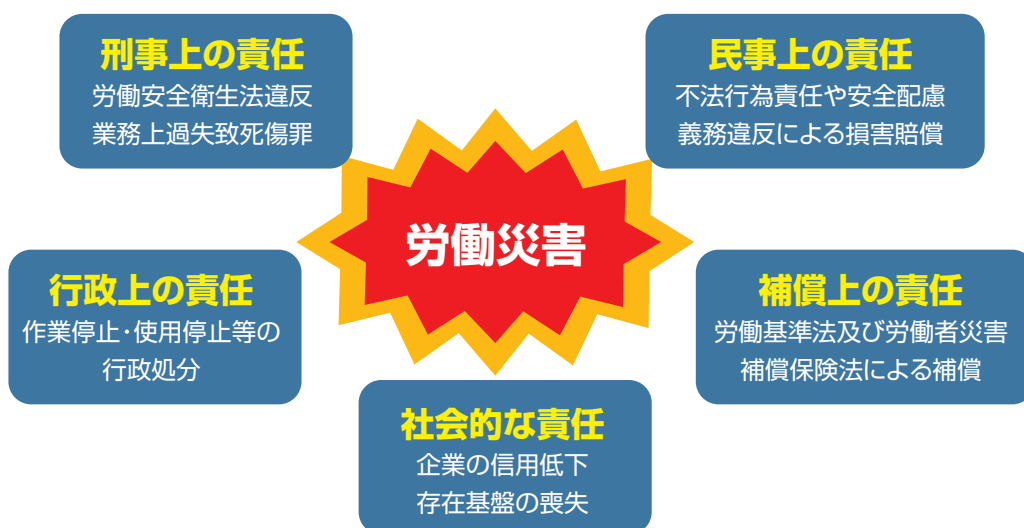 刑事上の責任
労働安全衛生法違反
業務上過失致死傷罪
民事上の責任
不法行為責任や安全配慮
義務違反による損害賠償
労働災害
行政上の責任
作業停止・使用停止等の
行政処分
補償上の責任
労働基準法及び労働者災害
補償保険法による補償
社会的な責任
企業の信用低下
存在基盤の喪失